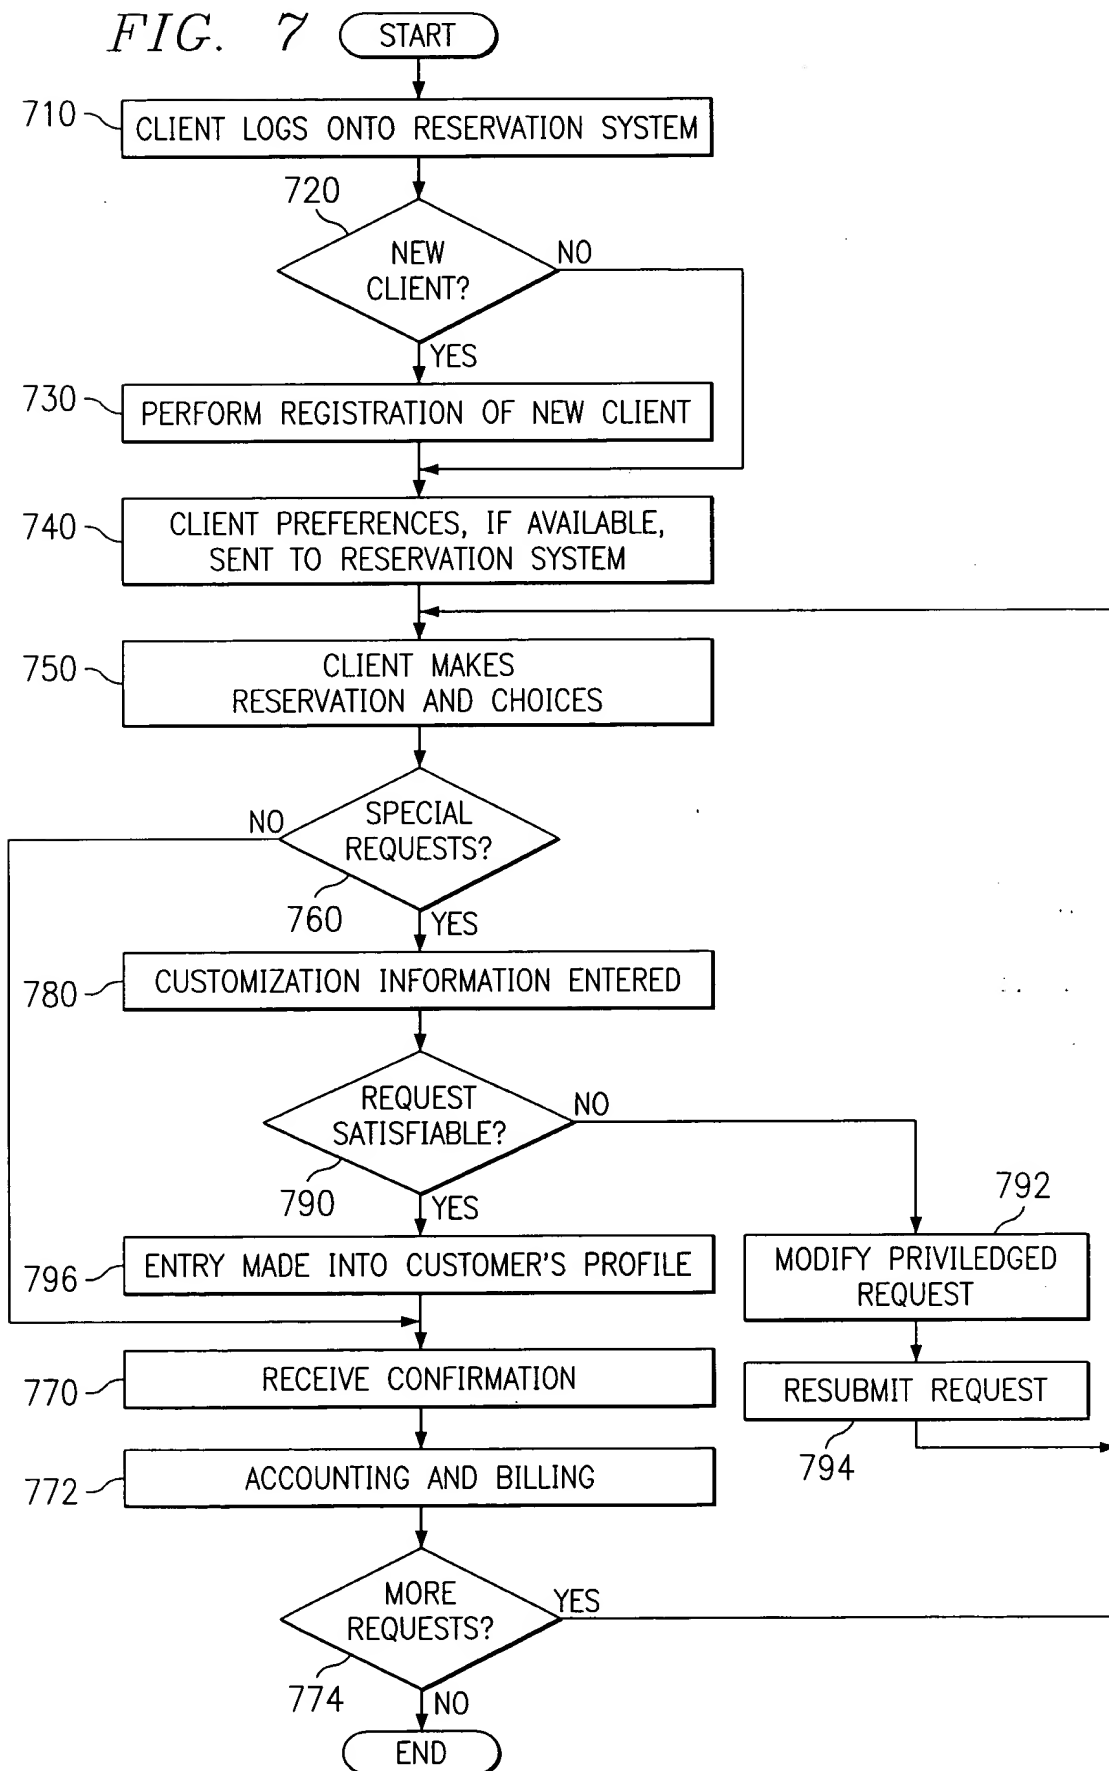 FIG. 7
START
710
CLIENT LOGS ONTO RESERVATION SYSTEM
720
NEW
CLIENT?
NO
YES
730
PERFORM REGISTRATION OF NEW CLIENT
740
CLIENT PREFERENCES, IF AVAILABLE,
SENT TO RESERVATION SYSTEM
750
CLIENT MAKES
RESERVATION AND CHOICES
SPECIAL
REQUESTS?
NO
760
YES
780
CUSTOMIZATION INFORMATION ENTERED
REQUEST
SATISFIABLE?
NO
790
YES
792
MODIFY PRIVILEDGED
REQUEST
796
ENTRY MADE INTO CUSTOMER'S PROFILE
770
RECEIVE CONFIRMATION
RESUBMIT REQUEST
794
772
ACCOUNTING AND BILLING
MORE
REQUESTS?
YES
774
NO
END